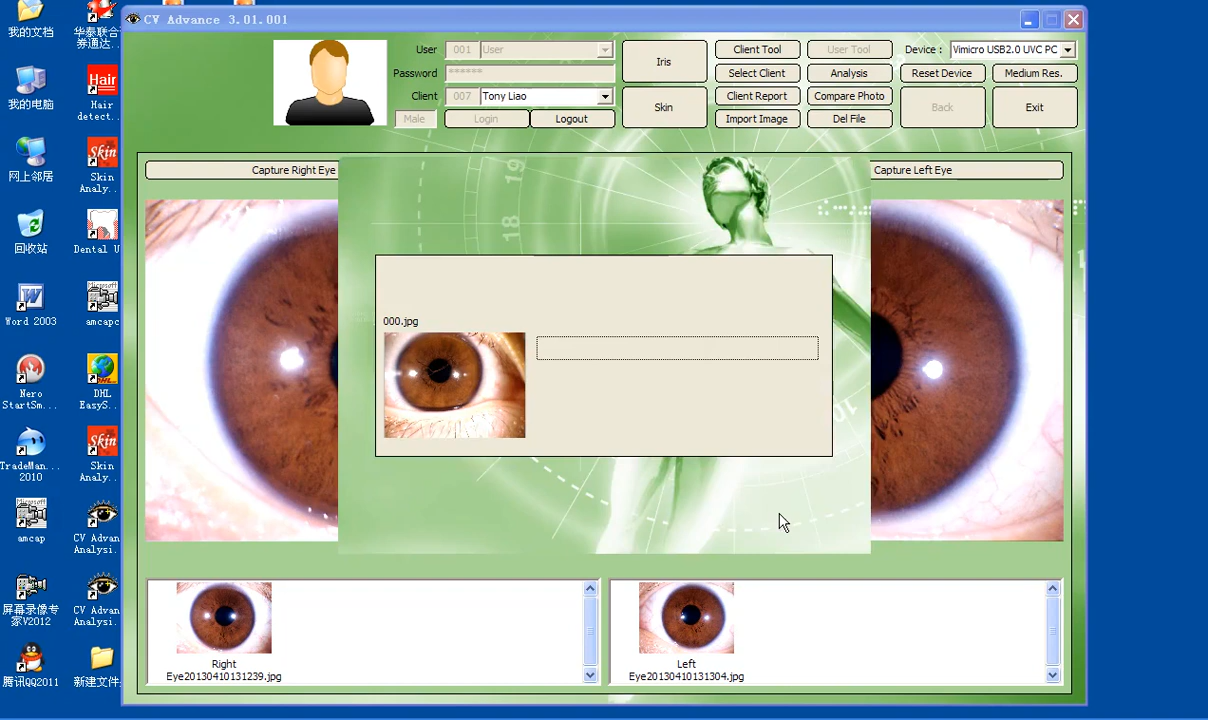 我的文档
华泰联合
券通达..
我的电脑
Hair
Hair
detect..
网上邻居
Skin
Skin
Analy..
回收站
Dental U
W
Word 2003
Microsoft
amcapc
Nero
StartSm...
DHL
DHL
EasyS..
TradeMan...
2010
Skin
Skin
Analy..
Microsoft
amcap
CV Advan
Analysi.
屏幕录像专
家V2012
CV Advan
Analysi.
腾讯QQ2011
新建文件
CV Advance 3.01.001
User
001
User
Password
******
Client
007
Tony Liao
Male
Login
Logout
Iris
Skin
Client Tool
User Tool
Select Client
Analysis
Client Report
Compare Photo
Import Image
Del File
Device :
Vimicro USB2.0 UVC PC
Reset Device
Medium Res.
Back
Exit
Capture Right Eye
Capture Left Eye
19
18
10
000.jpg
Right
Eye20130410131239.jpg
Left
Eye20130410131304.jpg